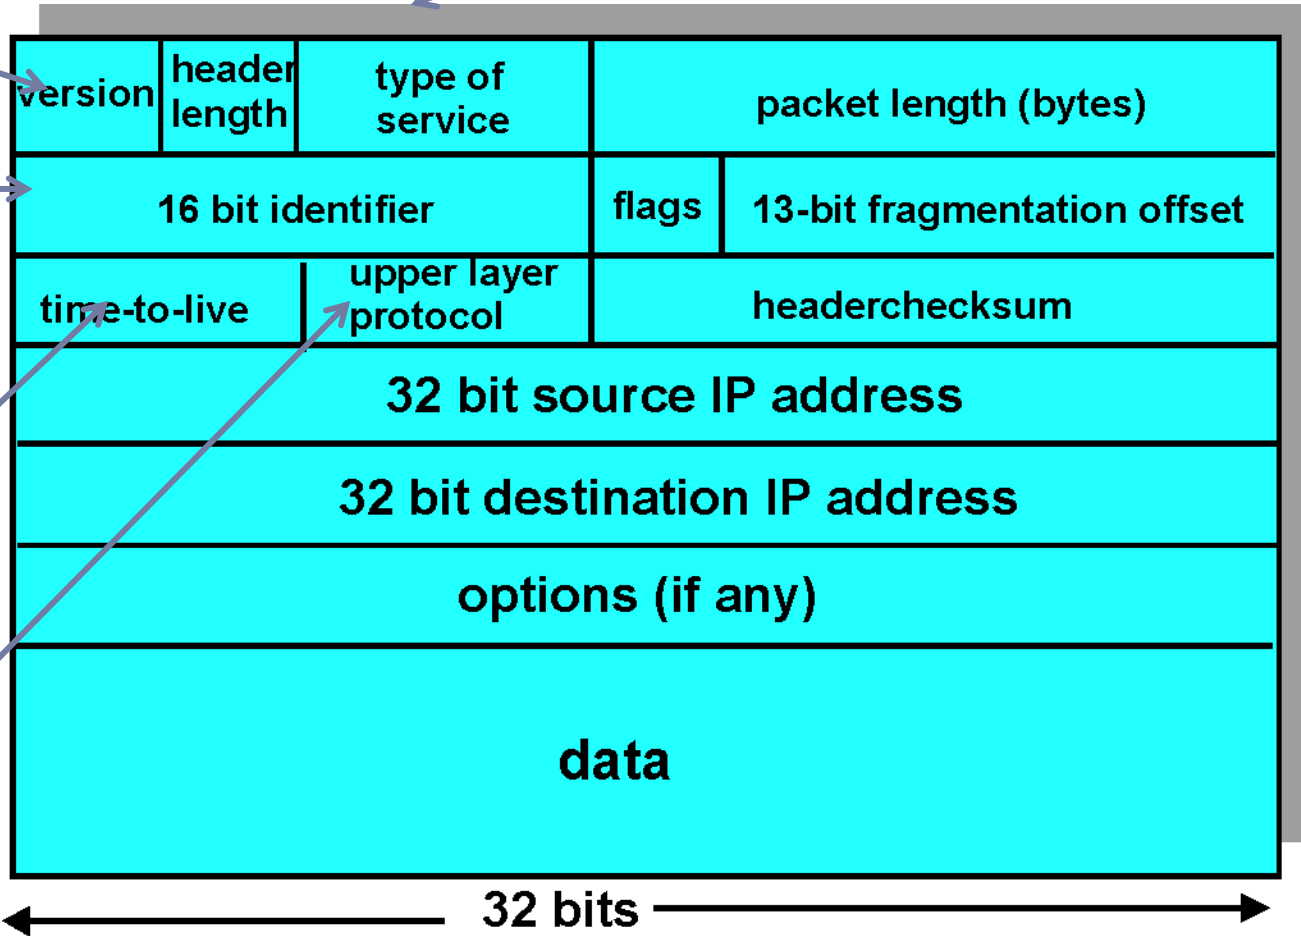 version
header
length
type of
service
packet length (bytes)
16 bit identifier
flags
13-bit fragmentation offset
time-to-live
upper layer
protocol
headerchecksum
32 bit source IP address
32 bit destination IP address
options (if any)
data
32 bits